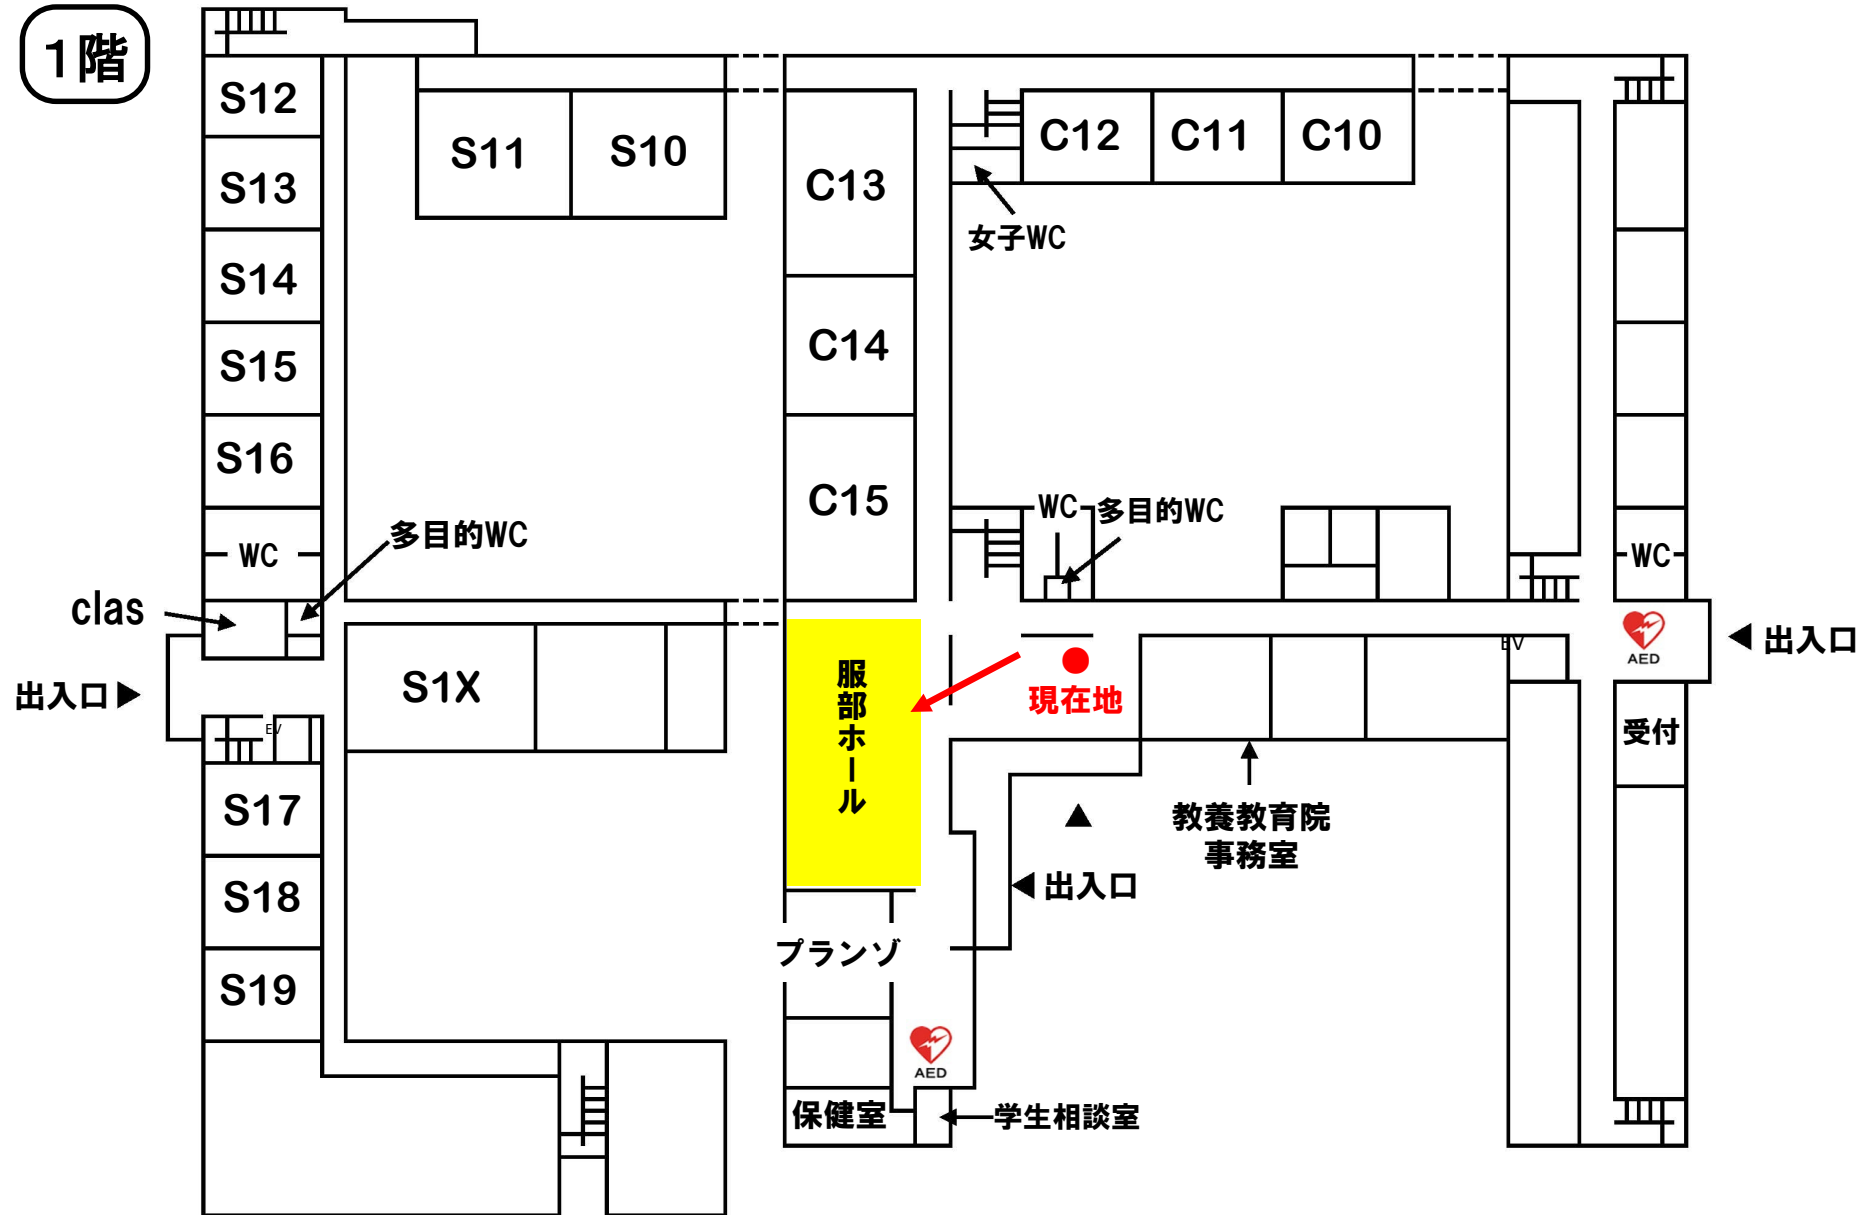 1階
S12
S11
S10
C12
C11
C10
S13
C13
女子WC
S14
S15
C14
S16
C15
WC
多目的WC
多目的WC
WC
WC
clas
出入口
S1X
EV
服部ホール
現在地
EV
AED
出入口
受付
S17
教養教育院
事務室
S18
出入口
プランゾ
S19
AED
保健室
学生相談室